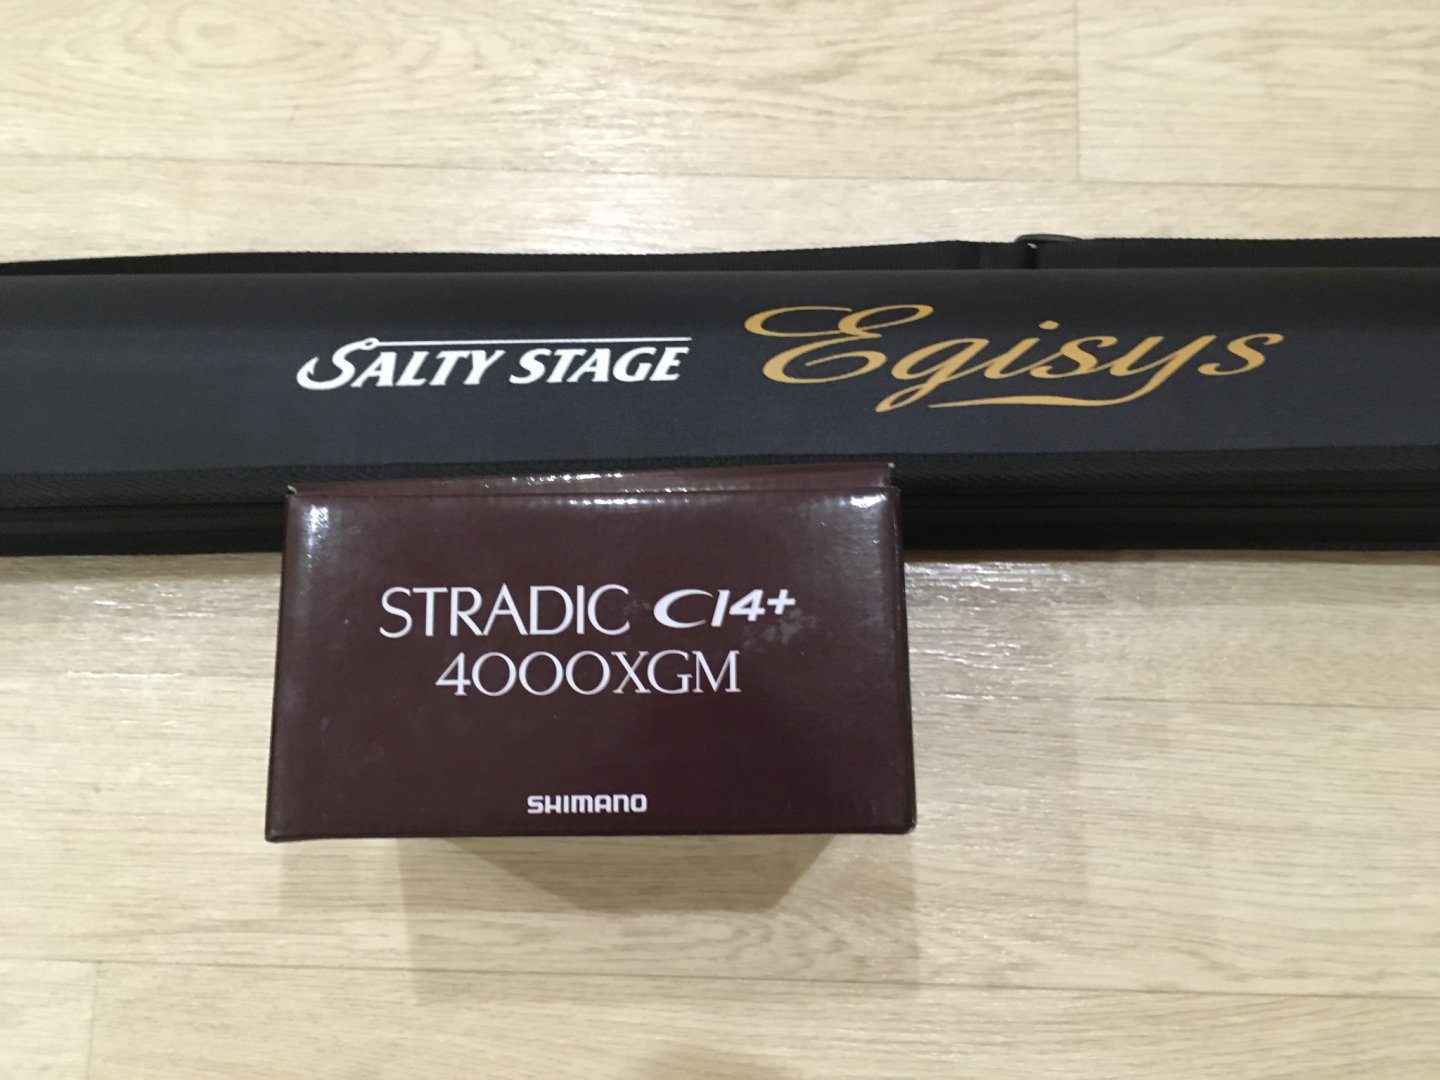 SALTY STAGE Egisys
STRADIC CI4+
4000XGM
SHIMANO